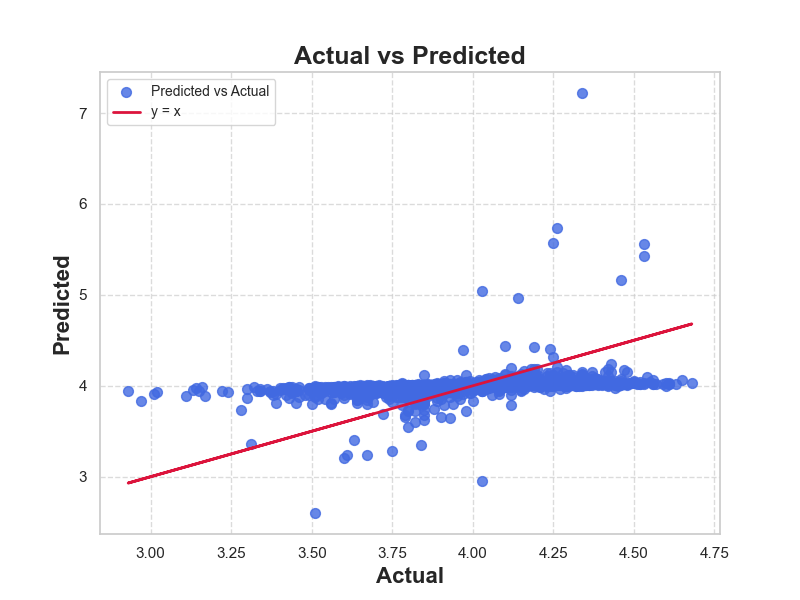 Actual vs Predicted
Predicted vs Actual
y = x
7
6
5
4
3
Predicted
3.00 3.25 3.50 3.75 4.00 4.25 4.50 4.75
Actual